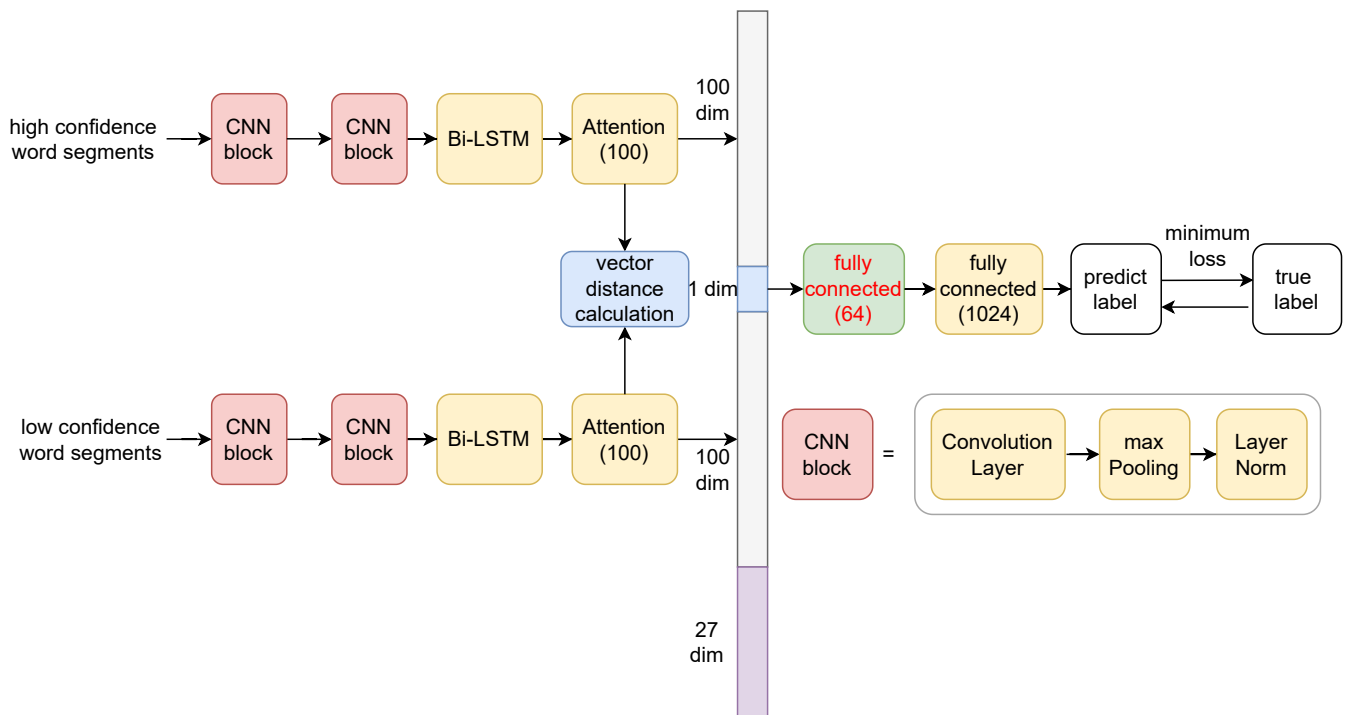 high confidence
word segments
CNN
block
CNN
block
Bi-LSTM
Attention
(100)
100
dim
vector
distance
calculation
1 dim
fully
connected
(64)
fully
connected
(1024)
predict
label
minimum
loss
true
label
low confidence
word segments
CNN
block
CNN
block
Bi-LSTM
Attention
(100)
100
dim
CNN
block
=
Convolution
Layer
max
Pooling
Layer
Norm
27
dim